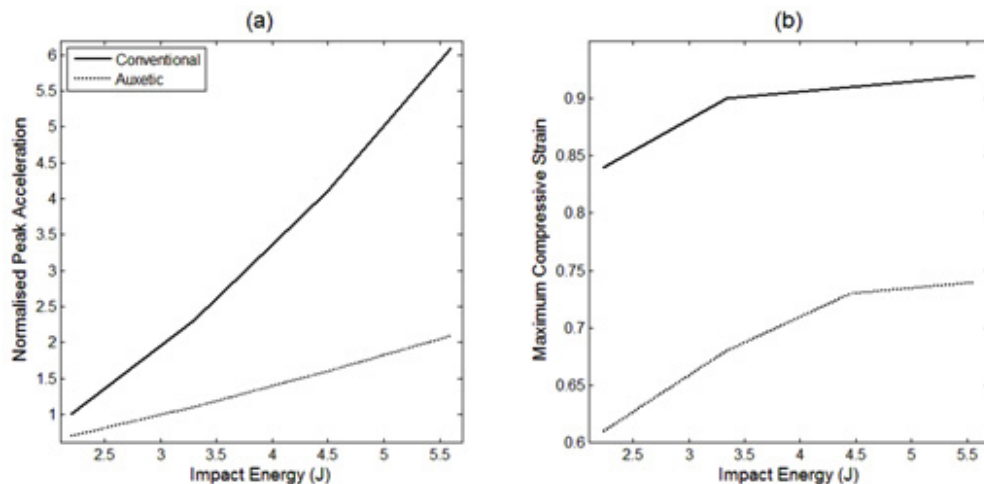 (a)
Conventional
Auxetic
Normalised Peak Acceleration
6
5.5
5
4.5
4
3.5
3
2.5
2
1.5
1
2.5 3 3.5 4 4.5 5 5.5
Impact Energy (J)
(b)
Maximum Compressive Strain
0.9
0.85
0.8
0.75
0.7
0.65
0.6
2.5 3 3.5 4 4.5 5 5.5
Impact Energy (J)